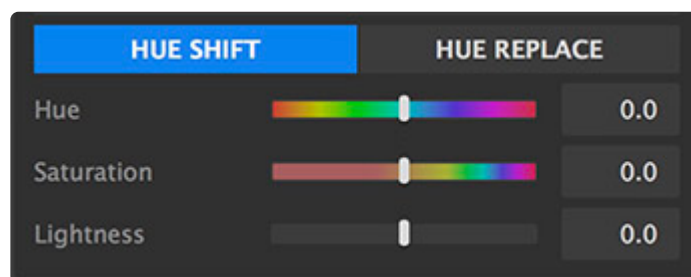 HUE SHIFT HUE REPLACE
Hue 0.0
Saturation 0.0
Lightness 0.0